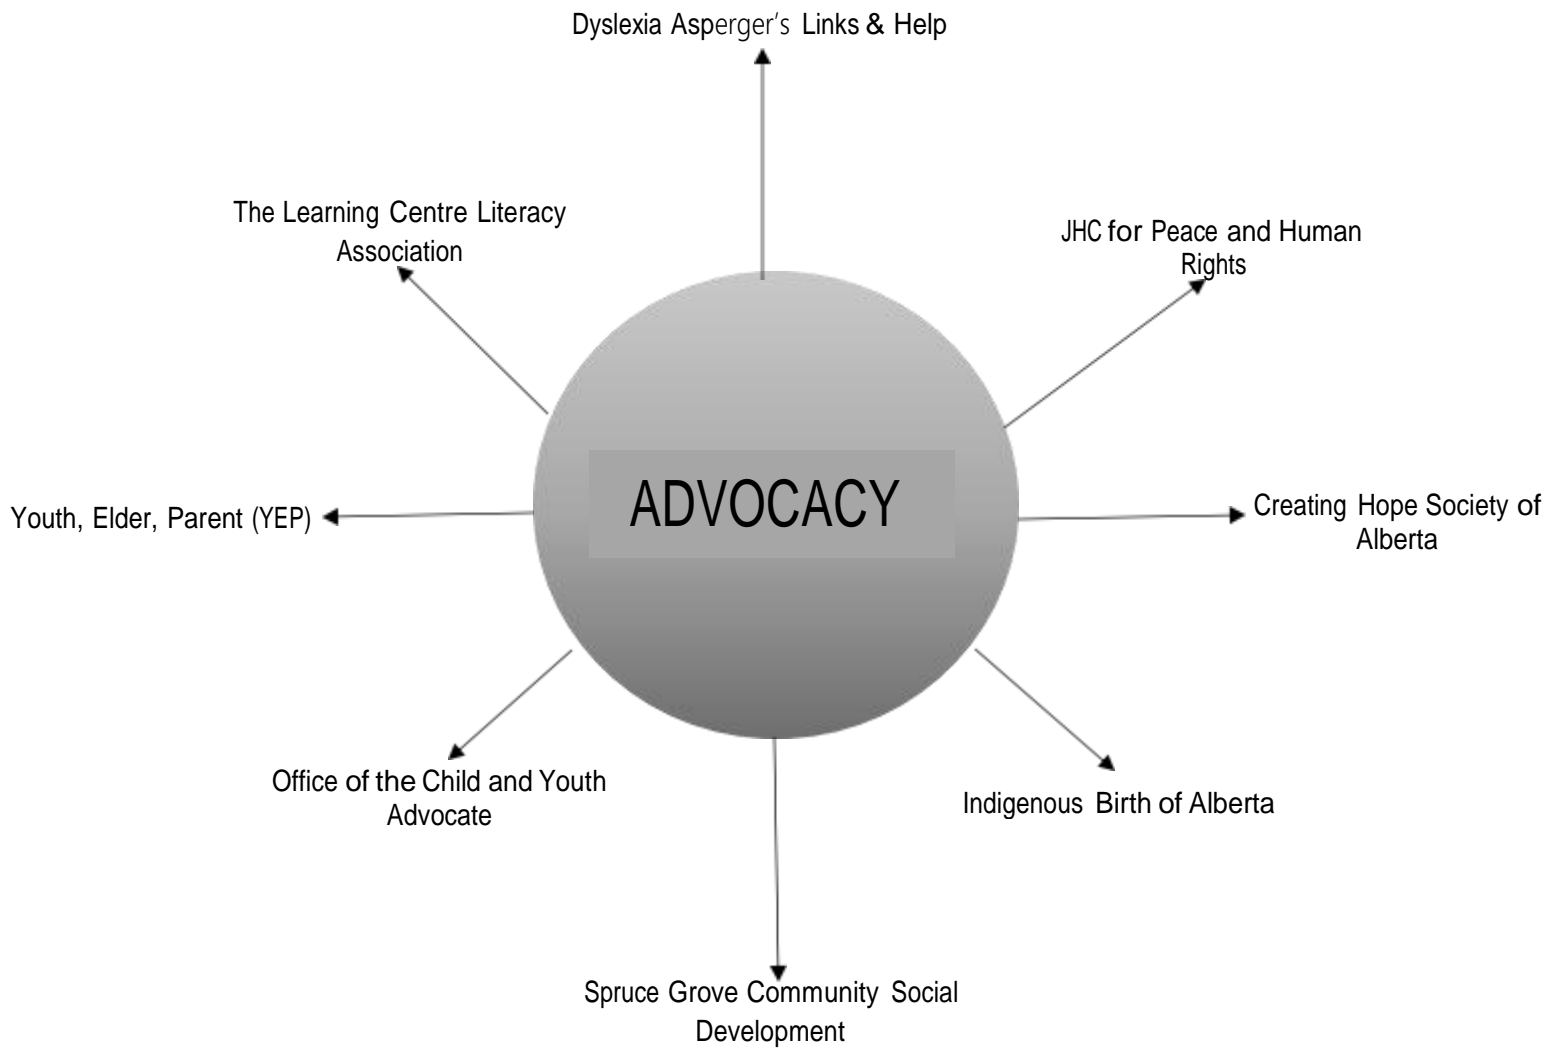 Dyslexia Asperger's Links & Help
The Learning Centre Literacy
Association
JHC for Peace and Human
Rights
ADVOCACY
Youth, Elder, Parent (YEP)
Creating Hope Society of
Alberta
Office of the Child and Youth
Advocate
Indigenous Birth of Alberta
Spruce Grove Community Social
Development